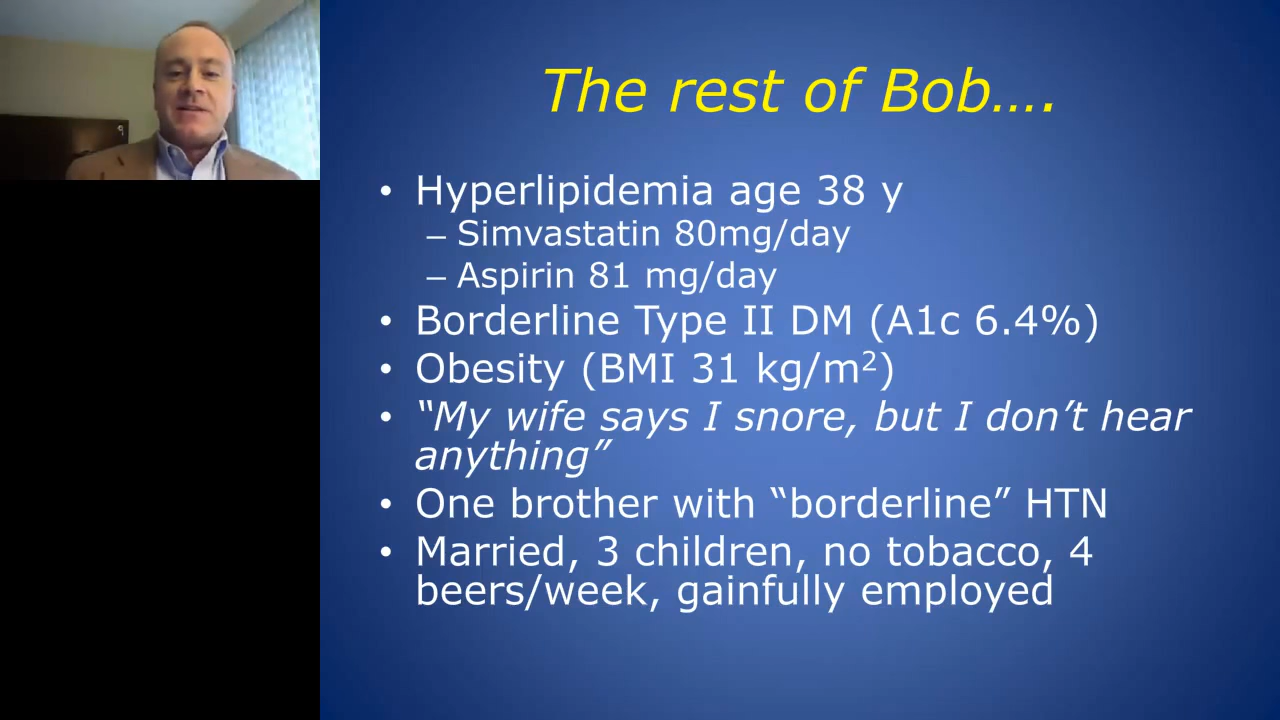 The rest of Bob….
• Hyperlipidemia age 38 y
– Simvastatin 80mg/day
– Aspirin 81 mg/day
• Borderline Type II DM (A1c 6.4%)
• Obesity (BMI 31 kg/m²)
• “My wife says I snore, but I don’t hear
anything”
• One brother with “borderline” HTN
• Married, 3 children, no tobacco, 4
beers/week, gainfully employed